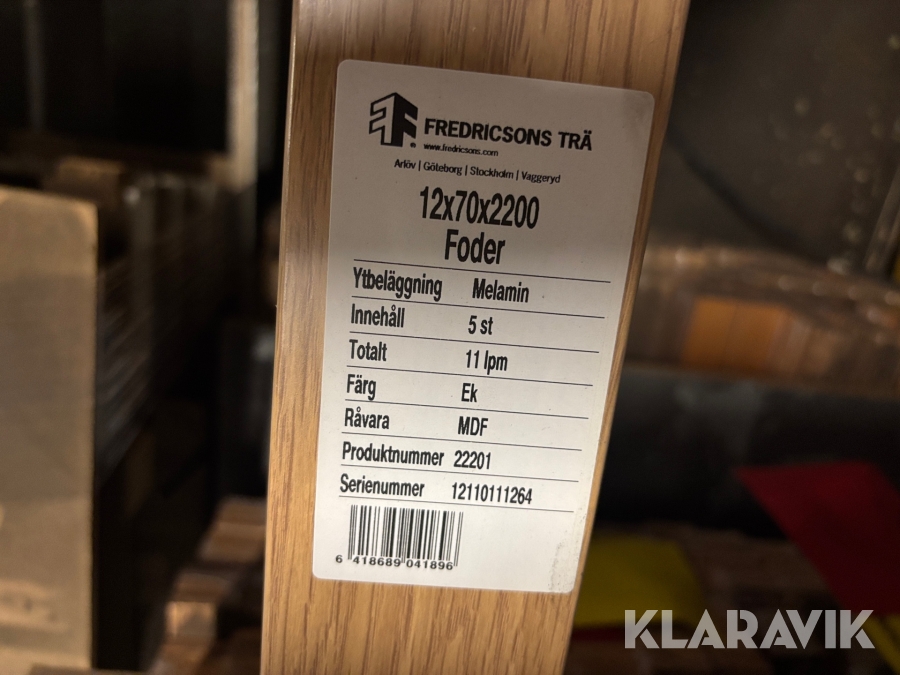 FREDRICSONS TRÄ
www.fredricsons.com
Arlöv | Göteborg | Stockholm | Vaggeryd
12x70x2200
Foder
Ytbeläggning Melamin
Innehåll 5 st
Totalt 11 lpm
Färg Ek
Råvara MDF
Produktnummer 22201
Serienummer 12110111264
6 418689 041896
KLARAVIK